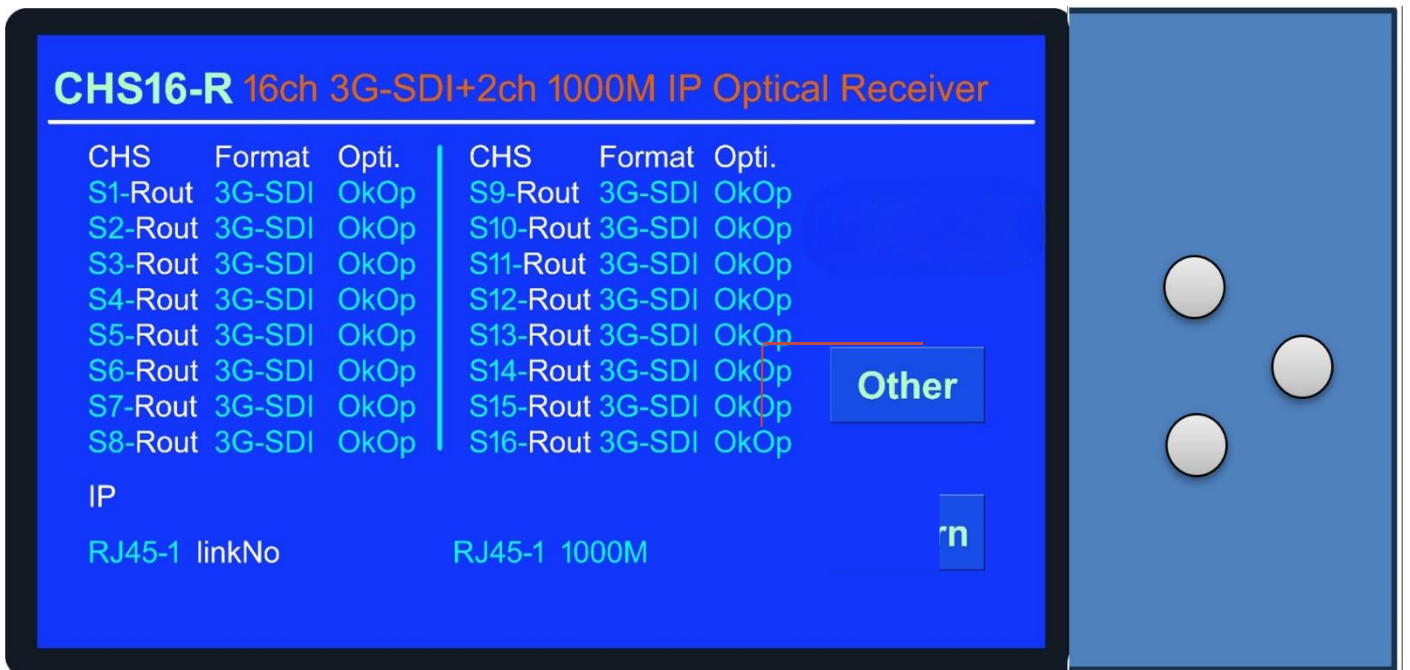 CHS16-R 16ch 3G-SDI+2ch 1000M IP Optical Receiver
CHS Format Opti.
S1-Rout 3G-SDI OkOp
S2-Rout 3G-SDI OkOp
S3-Rout 3G-SDI OkOp
S4-Rout 3G-SDI OkOp
S5-Rout 3G-SDI OkOp
S6-Rout 3G-SDI OkOp
S7-Rout 3G-SDI OkOp
S8-Rout 3G-SDI OkOp
CHS Format Opti.
S9-Rout 3G-SDI OkOp
S10-Rout 3G-SDI OkOp
S11-Rout 3G-SDI OkOp
S12-Rout 3G-SDI OkOp
S13-Rout 3G-SDI OkOp
S14-Rout 3G-SDI OkOp
S15-Rout 3G-SDI OkOp
S16-Rout 3G-SDI OkOp
Other
IP
RJ45-1 linkNo
RJ45-1 1000M